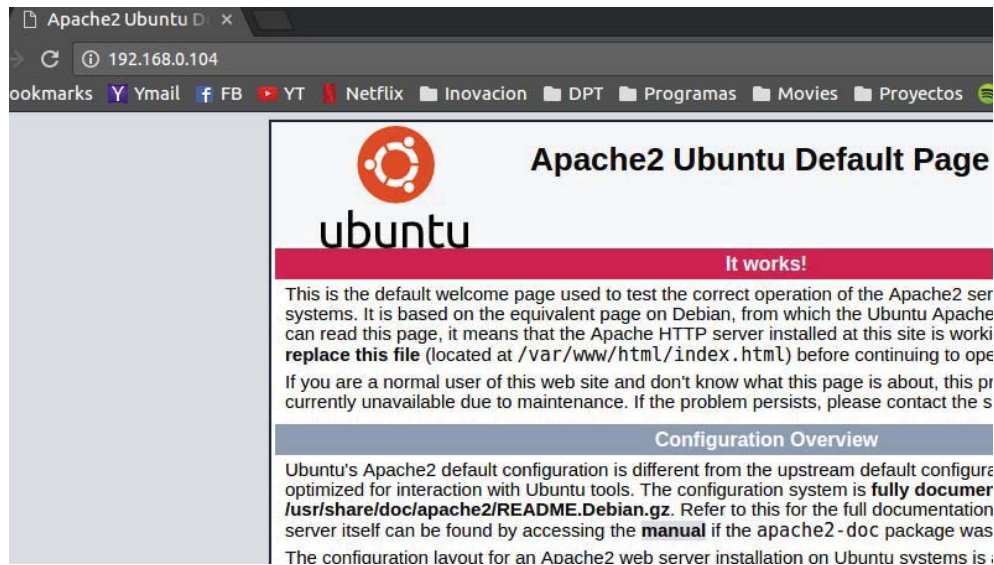 Apache2 Ubuntu D
192.168.0.104
ookmarks Ymail FB YT Netflix Inovacion DPT Programas Movies Proyectos
ubuntu
Apache2 Ubuntu Default Page
It works!
This is the default welcome page used to test the correct operation of the Apache2 ser
systems. It is based on the equivalent page on Debian, from which the Ubuntu Apache
can read this page, it means that the Apache HTTP server installed at this site is worki
replace this file (located at /var/www/html/index.html) before continuing to ope
If you are a normal user of this web site and don't know what this page is about, this pr
currently unavailable due to maintenance. If the problem persists, please contact the s
Configuration Overview
Ubuntu's Apache2 default configuration is different from the upstream default configura
optimized for interaction with Ubuntu tools. The configuration system is fully documen
/usr/share/doc/apache2/README.Debian.gz. Refer to this for the full documentation
server itself can be found by accessing the manual if the apache2-doc package was
The configuration layout for an Apache2 web server installation on Ubuntu systems is a